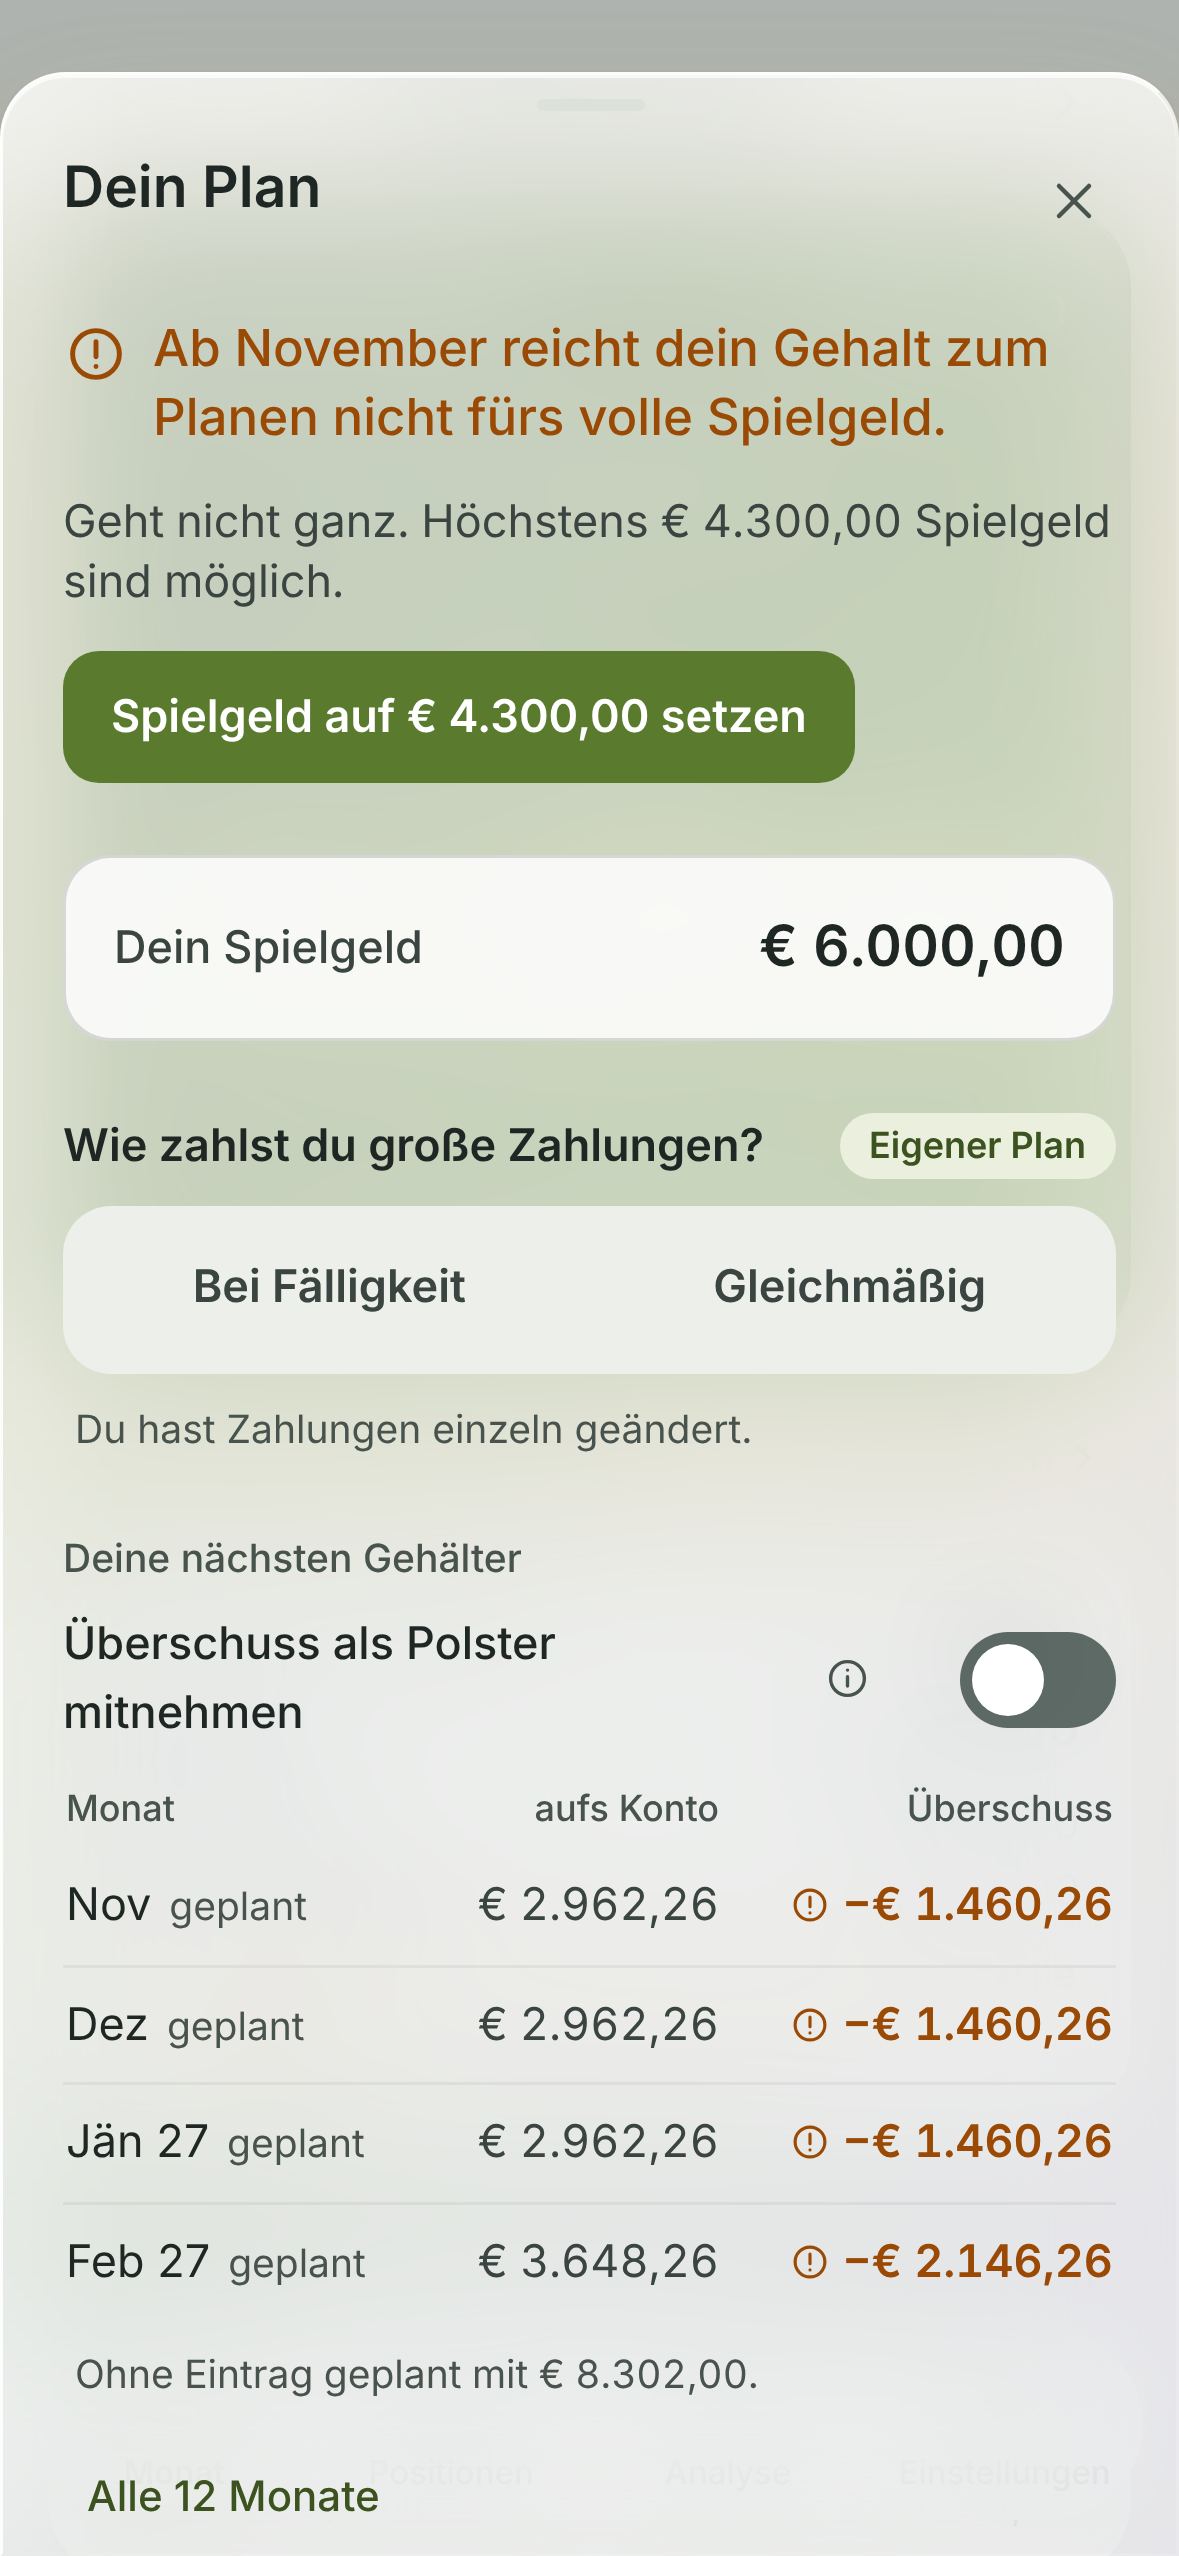 Dein Plan
Ab November reicht dein Gehalt zum
Planen nicht fürs volle Spielgeld.
Geht nicht ganz. Höchstens € 4.300,00 Spielgeld
sind möglich.
Spielgeld auf € 4.300,00 setzen
Dein Spielgeld € 6.000,00
Wie zahlst du große Zahlungen? Eigener Plan
Bei Fälligkeit Gleichmäßig
Du hast Zahlungen einzeln geändert.
Deine nächsten Gehälter
Überschuss als Polster
mitnehmen
Monat aufs Konto Überschuss
Nov geplant € 2.962,26 −€ 1.460,26
Dez geplant € 2.962,26 −€ 1.460,26
Jän 27 geplant € 2.962,26 −€ 1.460,26
Feb 27 geplant € 3.648,26 −€ 2.146,26
Ohne Eintrag geplant mit € 8.302,00.
Monat Positionen Analyse Einstellungen
Alle 12 Monate